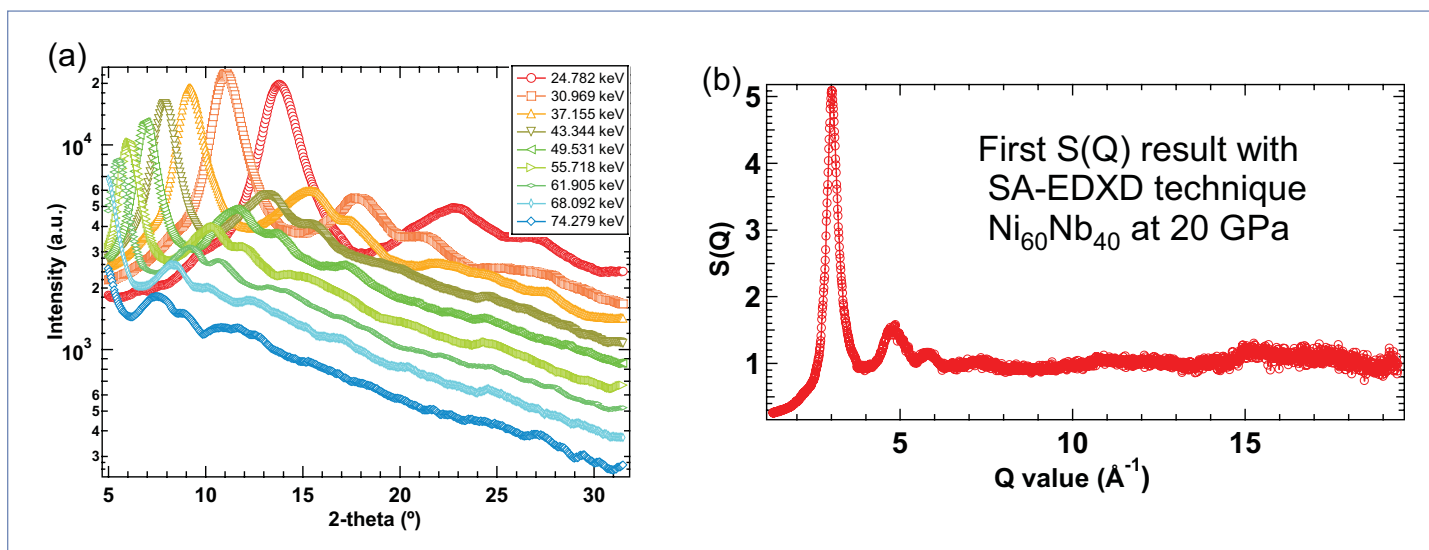 (a)
2
10⁴
6
5
4
3
2
10³
6
5
4
3
Intensity (a.u.)
5 10 15 20 25 30
2-theta (º)
24.782 keV
30.969 keV
37.155 keV
43.344 keV
49.531 keV
55.718 keV
61.905 keV
68.092 keV
74.279 keV
(b)
5
4
3
2
1
S(Q)
First S(Q) result with
SA-EDXD technique
Ni₆₀Nb₄₀ at 20 GPa
5 10 15
Q value (Å⁻¹)